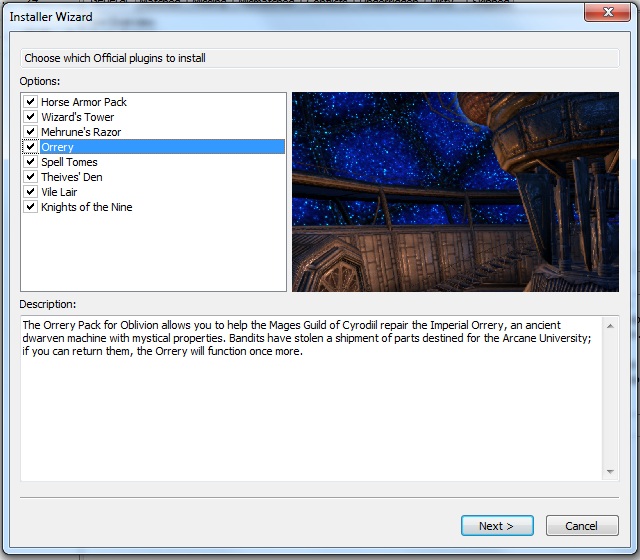 Installer Wizard
Choose which Official plugins to install
Options:
Horse Armor Pack
Wizard's Tower
Mehrune's Razor
Orrery
Spell Tomes
Theives' Den
Vile Lair
Knights of the Nine
Description:
The Orrery Pack for Oblivion allows you to help the Mages Guild of Cyrodiil repair the Imperial Orrery, an ancient
dwarven machine with mystical properties. Bandits have stolen a shipment of parts destined for the Arcane University;
if you can return them, the Orrery will function once more.
Next >
Cancel